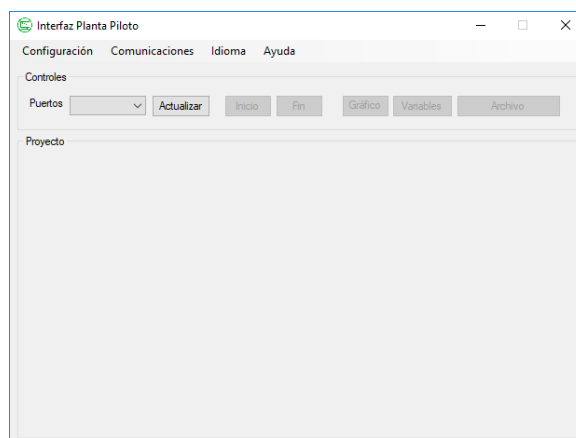 Interfaz Planta Piloto
Configuración Comunicaciones Idioma Ayuda
Controles
Puertos Actualizar Inicio Fin Gráfico Variables Archivo
Proyecto